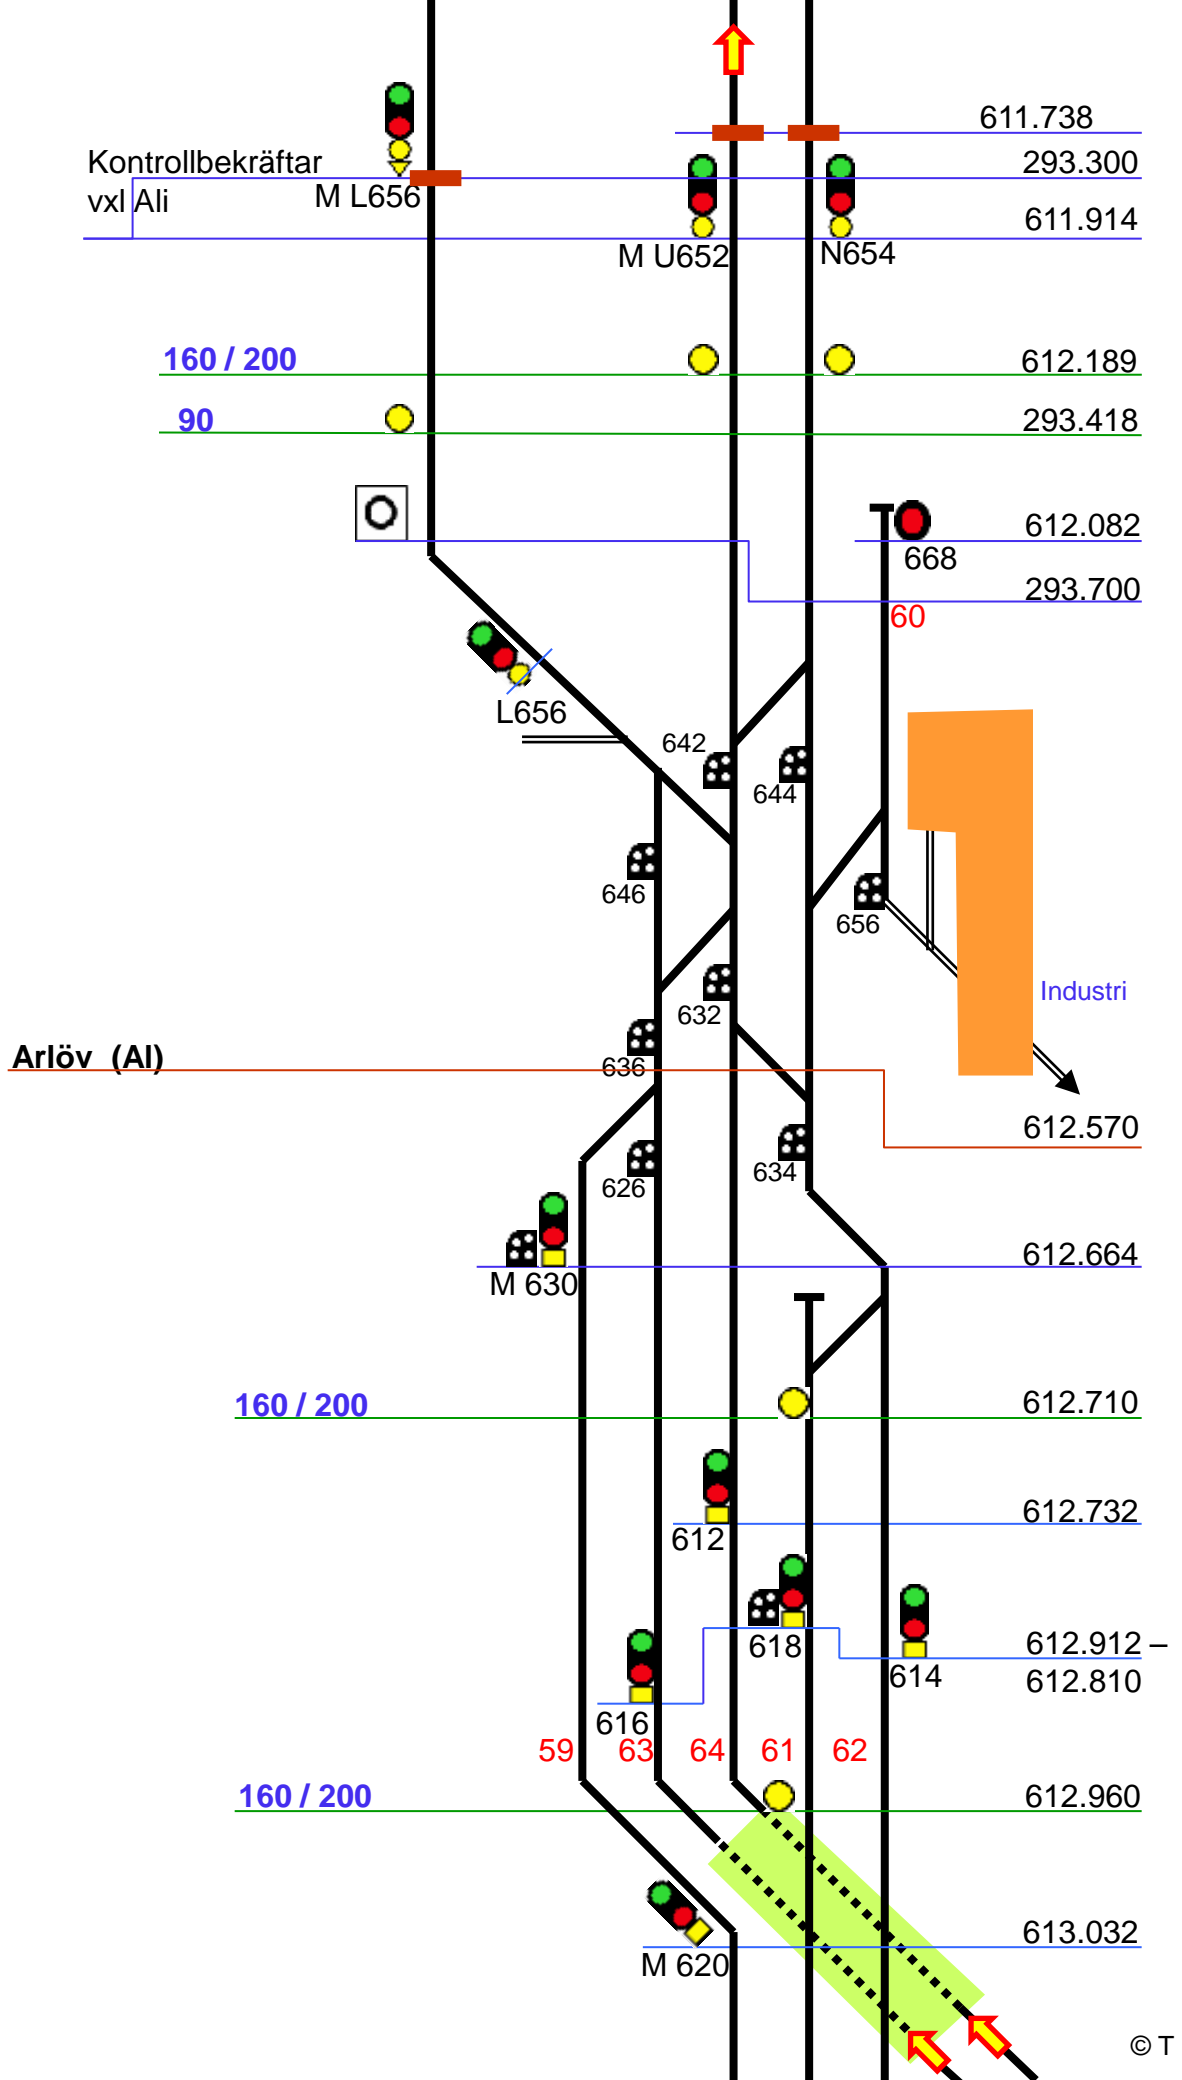 611.738
Kontrollbekräftar
293.300
vxl Ali
M L656
611.914
M U652
N654
160 / 200
612.189
90
293.418
612.082
668
293.700
60
L656
642
644
646
656
Industri
632
Arlöv (Al)
636
612.570
634
626
612.664
M 630
160 / 200
612.710
612.732
612
618
612.912 –
614
612.810
616
59
63
64
61
62
160 / 200
612.960
613.032
M 620
© T